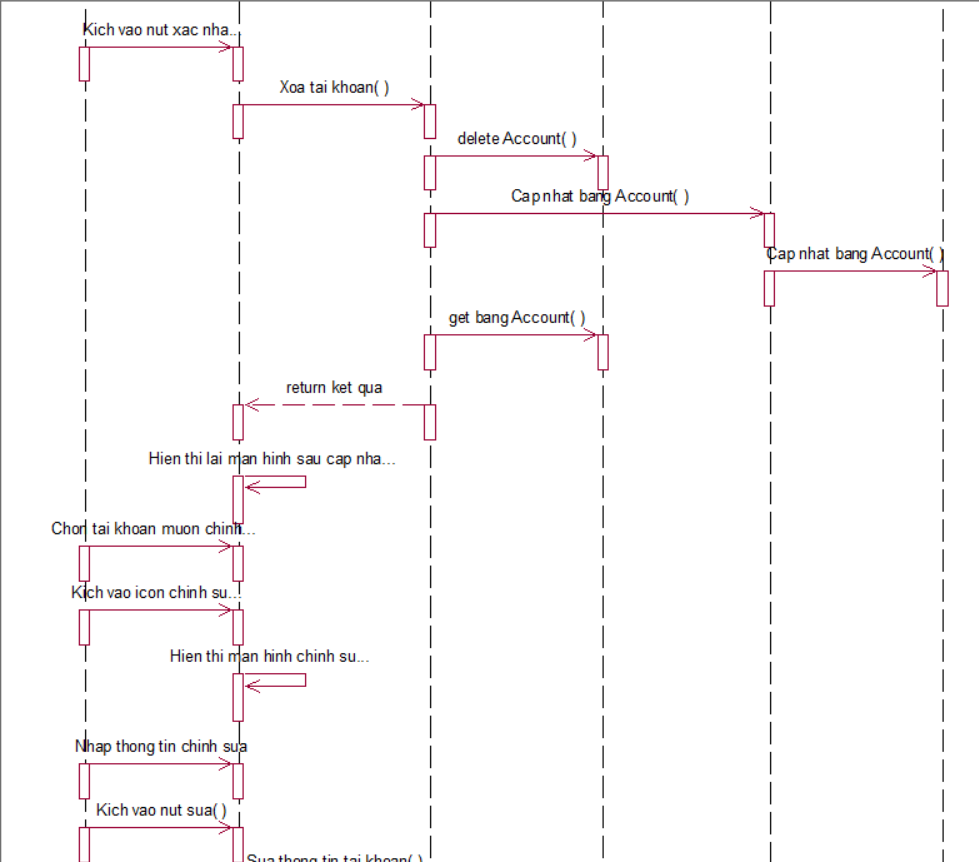 Kich vao nut xac nha...
Xoa tai khoan( )
delete Account( )
Cap nhat bang Account( )
Cap nhat bang Account( )
get bang Account( )
return ket qua
Hien thi lai man hinh sau cap nha...
Chon tai khoan muon chinh...
Kich vao icon chinh su...
Hien thi man hinh chinh su...
Nhap thong tin chinh sua
Kich vao nut sua( )
Sua thong tin tai khoan( )